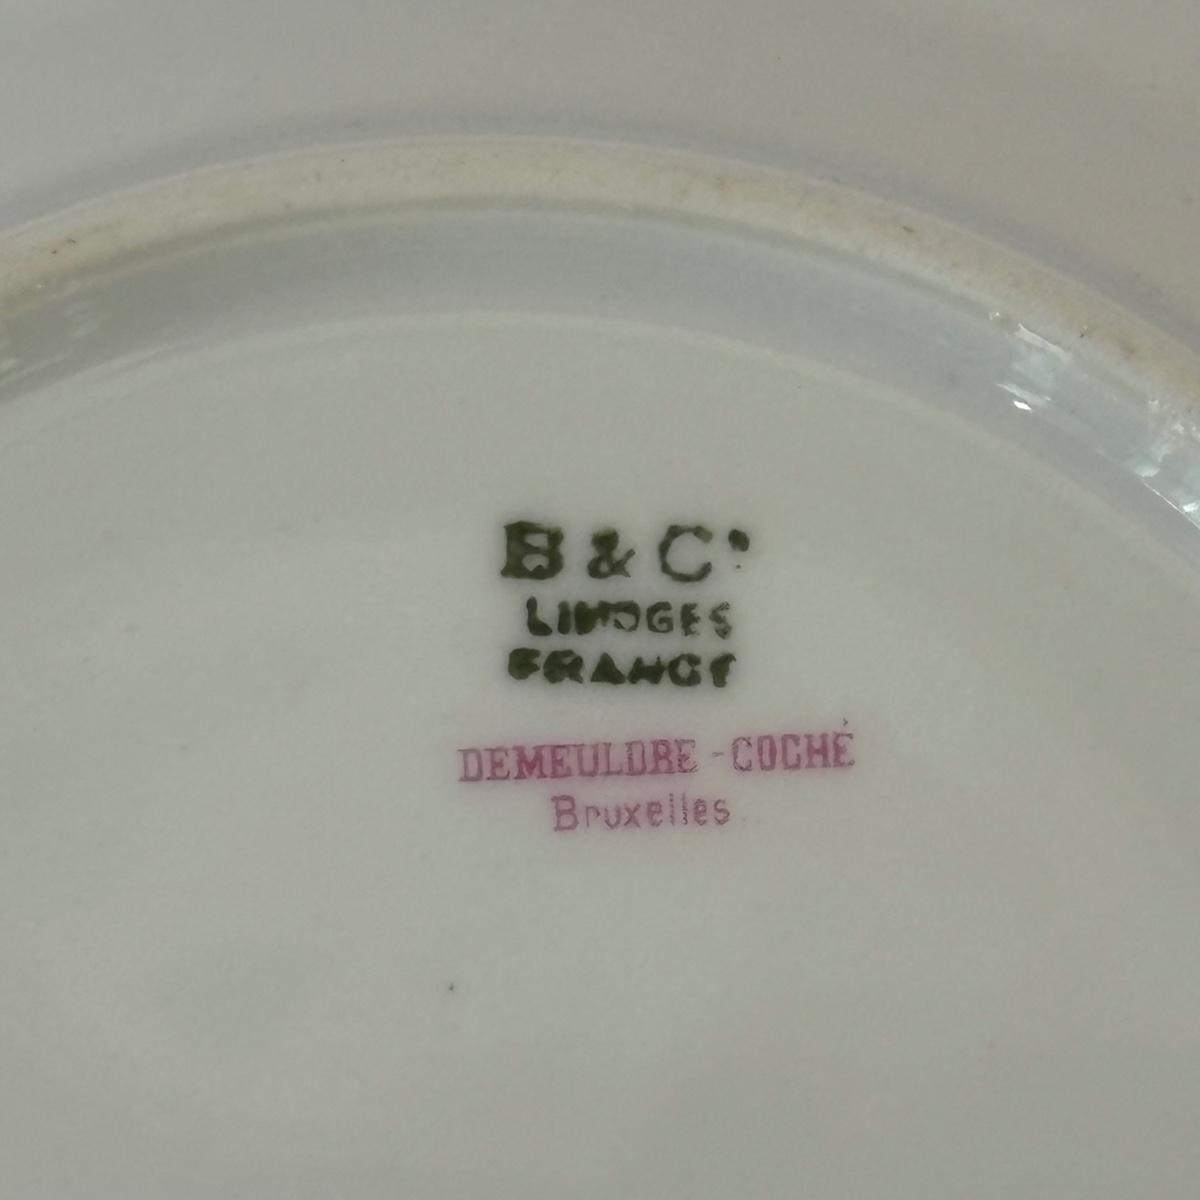 B & Cº
LIMOGES
FRANCE
DEMEULDRE - COCHÉ
Bruxelles